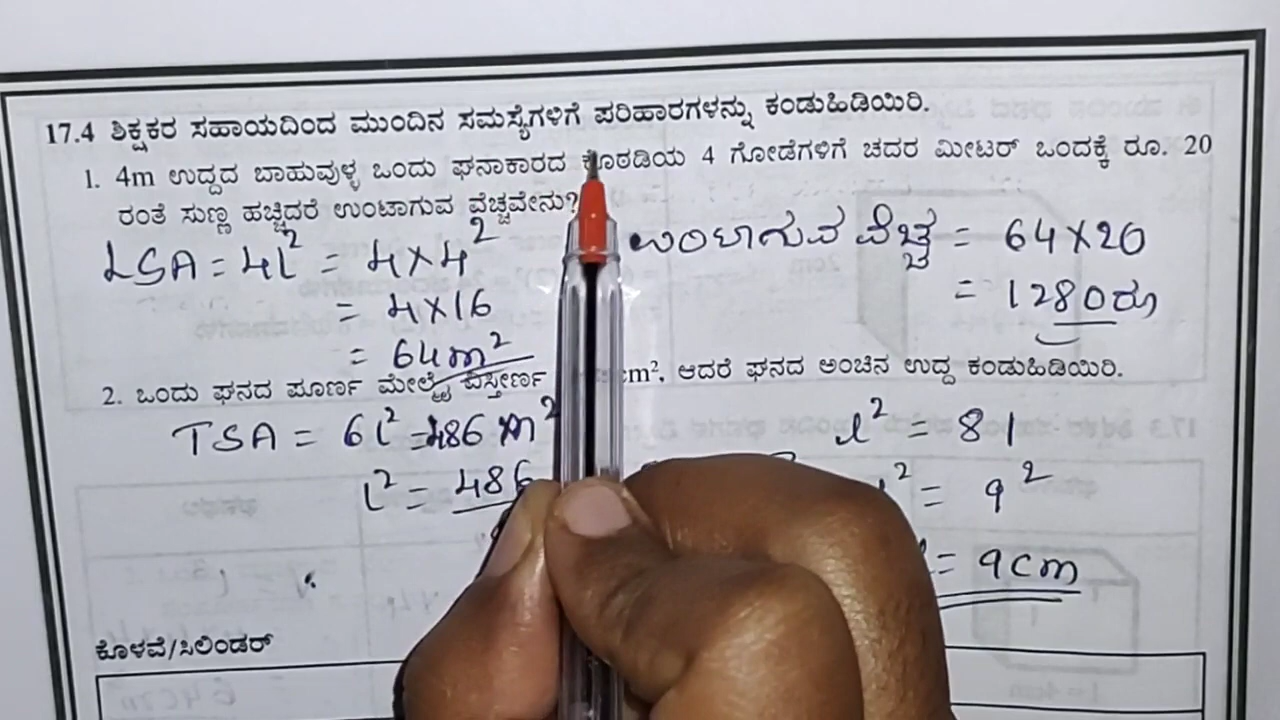 17.4 ಶಿಕ್ಷಕರ ಸಹಾಯದಿಂದ ಮುಂದಿನ ಸಮಸ್ಯೆಗಳಿಗೆ ಪರಿಹಾರಗಳನ್ನು ಕಂಡುಹಿಡಿಯಿರಿ.
1. 4m ಉದ್ದದ ಬಾಹುವುಳ್ಳ ಒಂದು ಘನಾಕಾರದ ಕೊಠಡಿಯ 4 ಗೋಡೆಗಳಿಗೆ ಚದರ ಮೀಟರ್ ಒಂದಕ್ಕೆ ರೂ. 20
ರಂತೆ ಸುಣ್ಣ ಹಚ್ಚಿದರೆ ಉಂಟಾಗುವ ವೆಚ್ಚವೇನು?
LSA = 4l² = 4×4²
= 4×16
= 64m²
ಉಂಟಾಗುವ ವೆಚ್ಚ = 64×20
= 1280ರೂ
2. ಒಂದು ಘನದ ಪೂರ್ಣ ಮೇಲ್ಮೈ ವಿಸ್ತೀರ್ಣ cm², ಆದರೆ ಘನದ ಅಂಚಿನ ಉದ್ದ ಕಂಡುಹಿಡಿಯಿರಿ.
TSA = 6l² = 486 m²
l² = 486
l² = 81
l² = 9²
= 9cm
ಕೊಳವೆ/ಸಿಲಿಂಡರ್